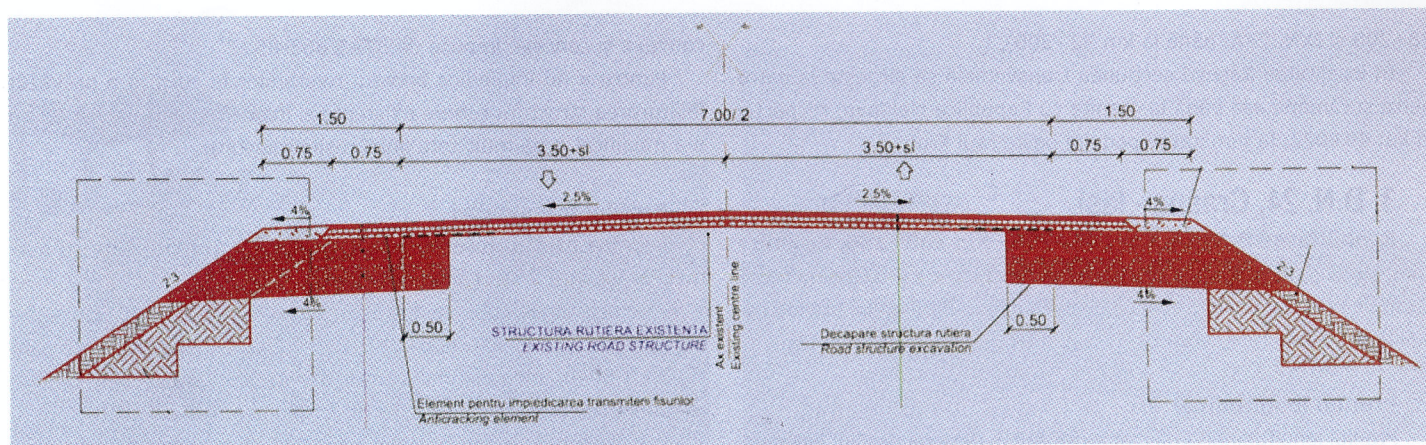 1.50
7.00/ 2
1.50
0.75
0.75
3.50+sl
3.50+sl
0.75
0.75
4%
2.5%
2.5%
4%
2:3
2:3
4%
4%
0.50
0.50
STRUCTURA RUTIERA EXISTENTA
EXISTING ROAD STRUCTURE
Ax existent
Existing centre line
Decapare structura rutiera
Road structure excavation
Element pentru impiedicarea transmiterii fisurilor
Anticracking element